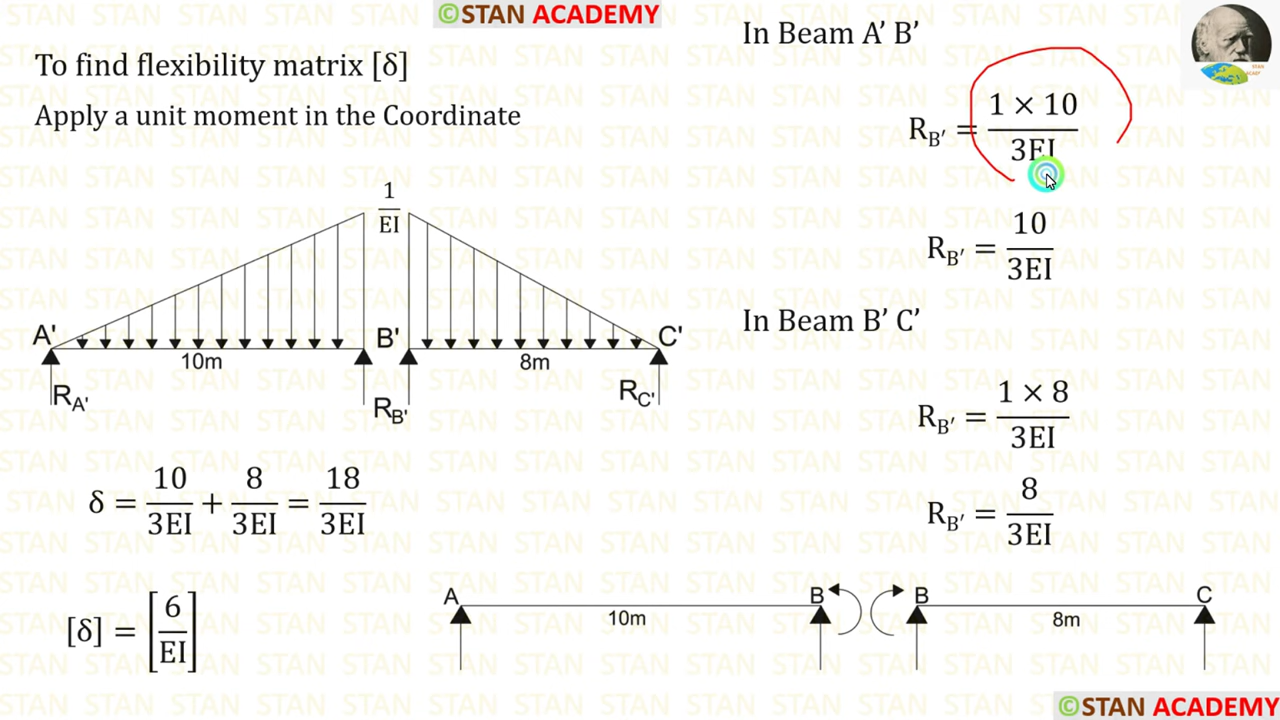 ©STAN ACADEMY
To find flexibility matrix [δ]
Apply a unit moment in the Coordinate
1
EI
A'
B'
C'
10m
8m
R_A'
R_B'
R_C'
δ = 10/3EI + 8/3EI = 18/3EI
[δ] = [6/EI]
In Beam A’ B’
R_B′ = 1 × 10/3EI
R_B′ = 10/3EI
In Beam B’ C’
R_B′ = 1 × 8/3EI
R_B′ = 8/3EI
A
B
B
C
10m
8m
©STAN ACADEMY